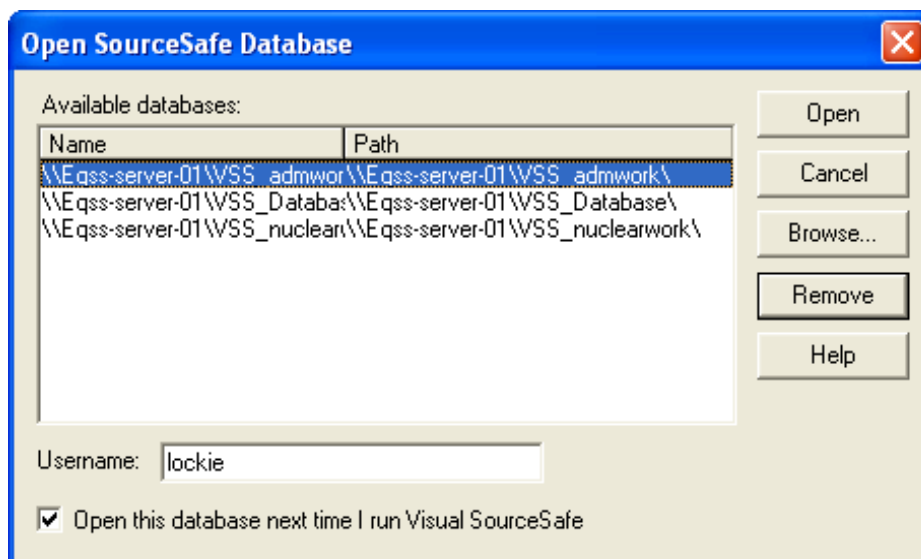 Open SourceSafe Database
Available databases:
Open
Name Path
\\Eqss-server-01\VSS_admwor \\Eqss-server-01\VSS_admwork\
Cancel
\\Eqss-server-01\VSS_Databa \\Eqss-server-01\VSS_Database\
\\Eqss-server-01\VSS_nuclear \\Eqss-server-01\VSS_nuclearwork\
Browse...
Remove
Help
Username: lockie
Open this database next time I run Visual SourceSafe